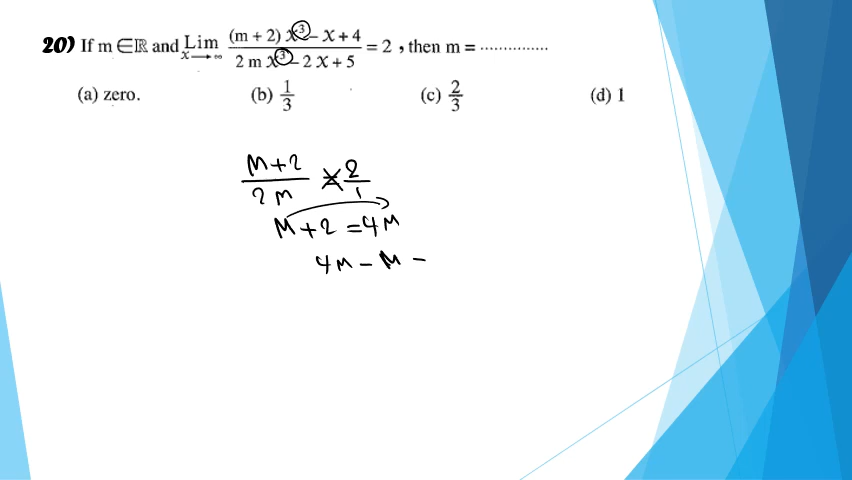 20) If m ∈ ℝ and Lim x→∞ (m + 2) x³ – x + 4 / 2 m x³ – 2 x + 5 = 2 , then m = ...............
(a) zero. (b) 1/3 (c) 2/3 (d) 1
M+2 / 2M × 2/1
M+2 = 4M
4M – M –